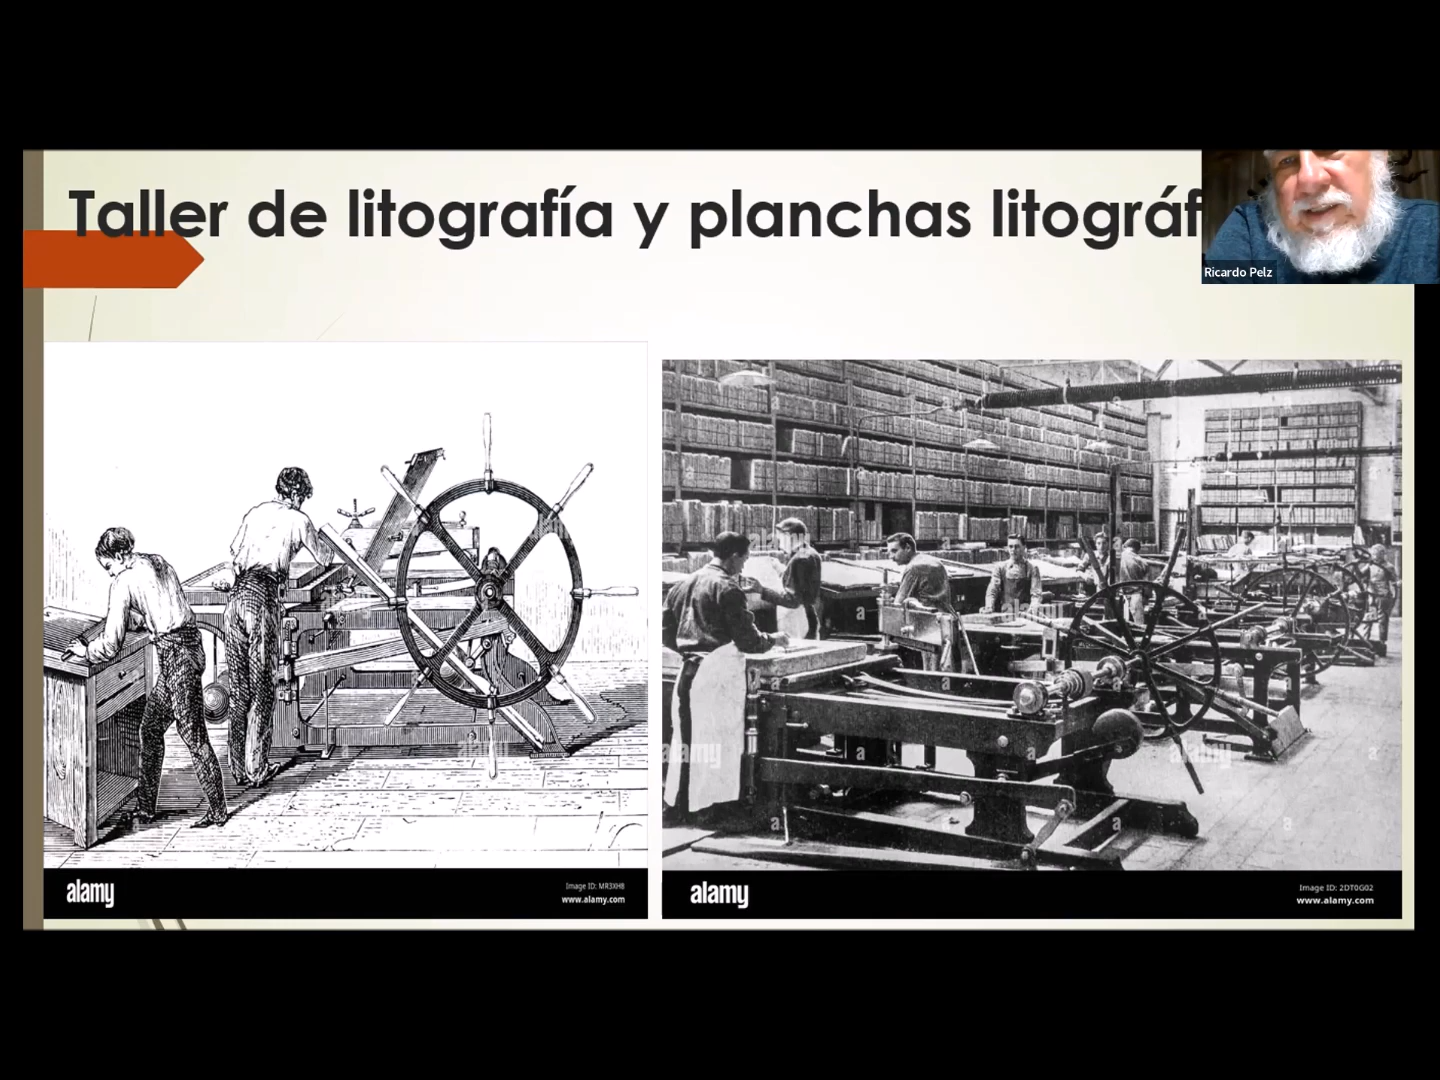 Taller de litografía y planchas litográf
Ricardo Pelz
alamy
Image ID: MR3XH8
www.alamy.com
alamy
Image ID: 2DT0G02
www.alamy.com